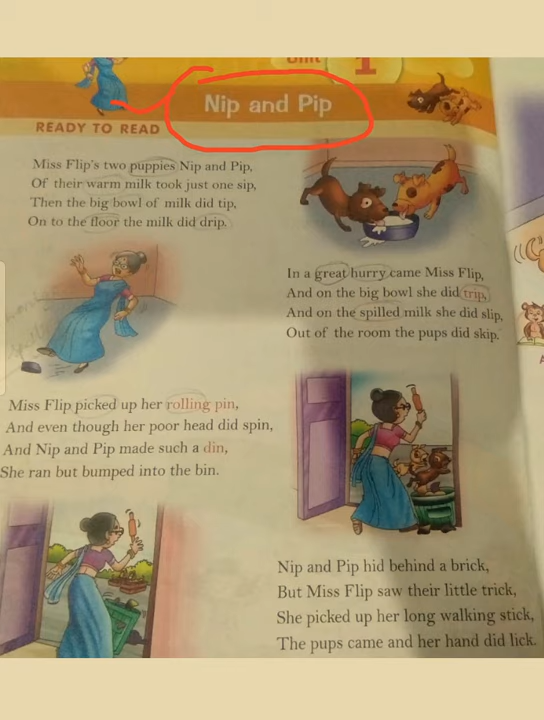 Unit 1
Nip and Pip
READY TO READ
Miss Flip's two puppies Nip and Pip,
Of their warm milk took just one sip,
Then the big bowl of milk did tip,
On to the floor the milk did drip.
In a great hurry came Miss Flip,
And on the big bowl she did trip,
And on the spilled milk she did slip,
Out of the room the pups did skip.
Miss Flip picked up her rolling pin,
And even though her poor head did spin,
And Nip and Pip made such a din,
She ran but bumped into the bin.
Nip and Pip hid behind a brick,
But Miss Flip saw their little trick,
She picked up her long walking stick,
The pups came and her hand did lick.